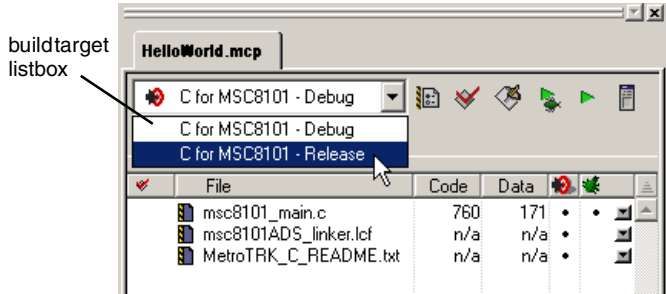 buildtarget
listbox
HelloWorld.mcp
C for MSC8101 - Debug
C for MSC8101 - Debug
C for MSC8101 - Release
File Code Data
msc8101_main.c 760 171
msc8101ADS_linker.lcf n/a n/a
MetroTRK_C_README.txt n/a n/a